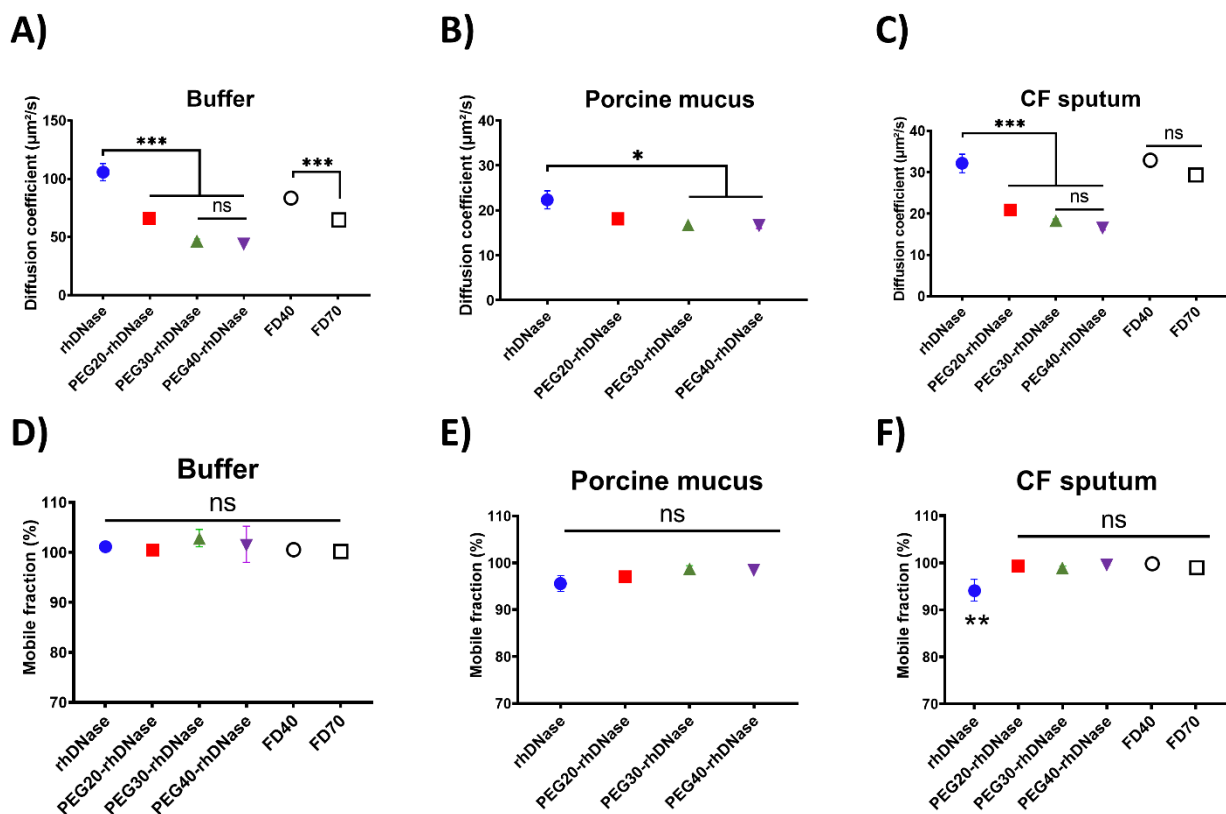 A)
Buffer
Diffusion coefficient (µm²/s)
150
100
50
0
***
***
ns
rhDNase
PEG20-rhDNase
PEG30-rhDNase
PEG40-rhDNase
FD40
FD70
B)
Porcine mucus
Diffusion coefficient (µm²/s)
40
30
20
10
0
*
rhDNase
PEG20-rhDNase
PEG30-rhDNase
PEG40-rhDNase
C)
CF sputum
Diffusion coefficient (µm²/s)
40
30
20
10
0
***
ns
ns
rhDNase
PEG20-rhDNase
PEG30-rhDNase
PEG40-rhDNase
FD40
FD70
D)
Buffer
Mobile fraction (%)
110
100
90
80
70
ns
rhDNase
PEG20-rhDNase
PEG30-rhDNase
PEG40-rhDNase
FD40
FD70
E)
Porcine mucus
Mobile fraction (%)
110
100
90
80
70
ns
rhDNase
PEG20-rhDNase
PEG30-rhDNase
PEG40-rhDNase
F)
CF sputum
Mobile fraction (%)
110
100
90
80
70
ns
**
rhDNase
PEG20-rhDNase
PEG30-rhDNase
PEG40-rhDNase
FD40
FD70